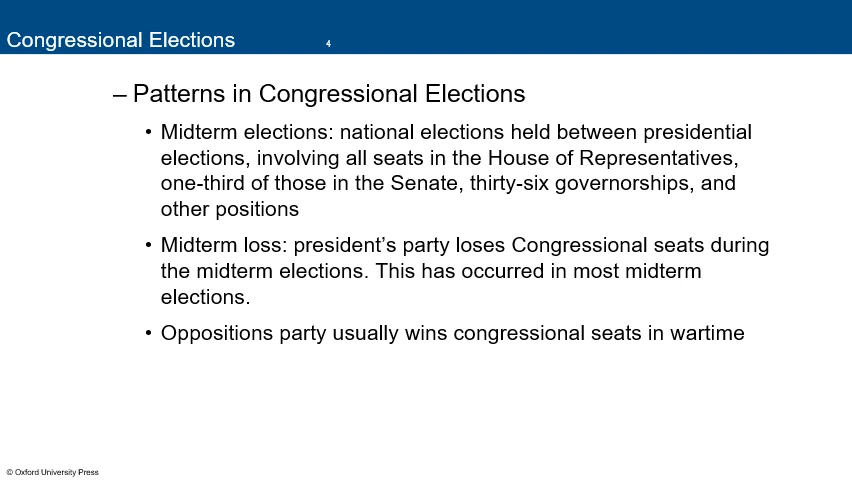 Congressional Elections 4
– Patterns in Congressional Elections
• Midterm elections: national elections held between presidential
elections, involving all seats in the House of Representatives,
one-third of those in the Senate, thirty-six governorships, and
other positions
• Midterm loss: president’s party loses Congressional seats during
the midterm elections. This has occurred in most midterm
elections.
• Oppositions party usually wins congressional seats in wartime
© Oxford University Press